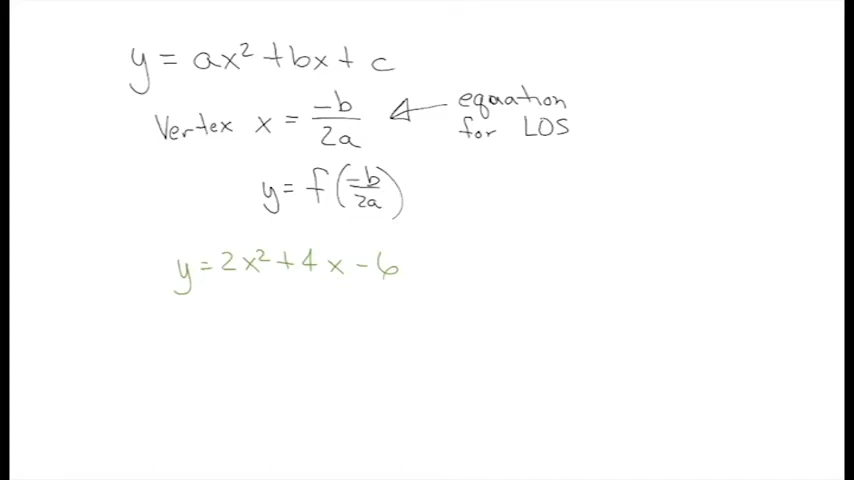 y = ax² + bx + c
Vertex x = -b/2a ← equation for LOS
y = f(-b/2a)
y = 2x² + 4x - 6